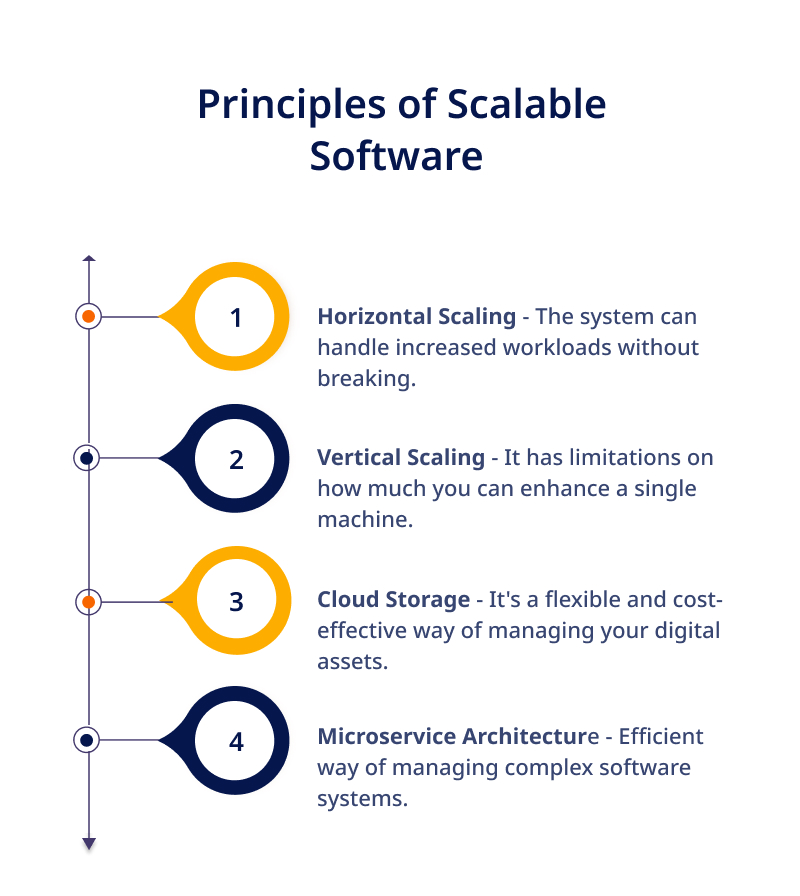 Principles of Scalable
Software
1
Horizontal Scaling - The system can
handle increased workloads without
breaking.
2
Vertical Scaling - It has limitations on
how much you can enhance a single
machine.
3
Cloud Storage - It's a flexible and cost-
effective way of managing your digital
assets.
4
Microservice Architecture - Efficient
way of managing complex software
systems.